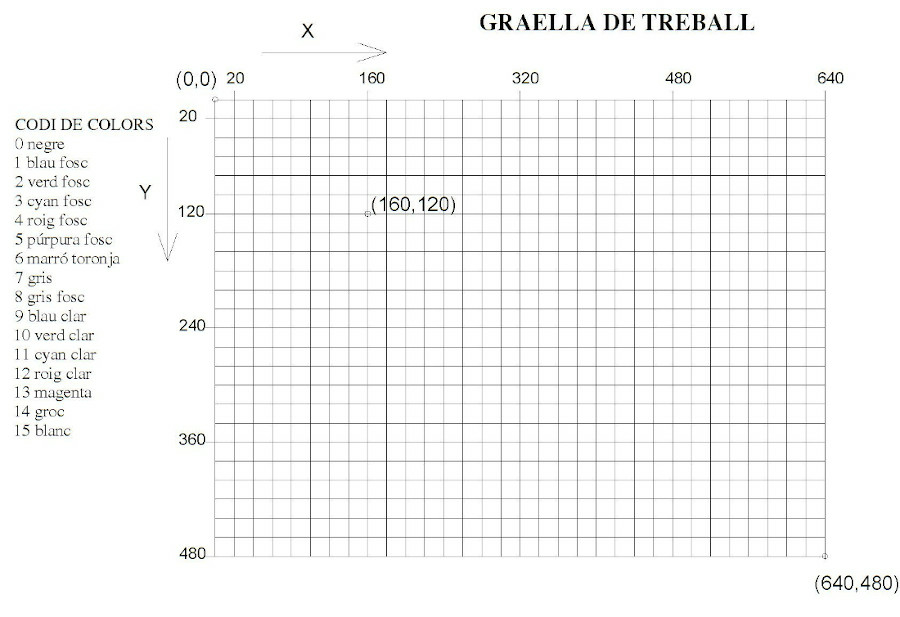 GRAELLA DE TREBALL
X
(0,0) 20 160 320 480 640
20
CODI DE COLORS
0 negre
1 blau fosc
2 verd fosc
3 cyan fosc
4 roig fosc
5 púrpura fosc
6 marró toronja
7 gris
8 gris fosc
9 blau clar
10 verd clar
11 cyan clar
12 roig clar
13 magenta
14 groc
15 blanc
Y
(160,120)
120
240
360
480
(640,480)